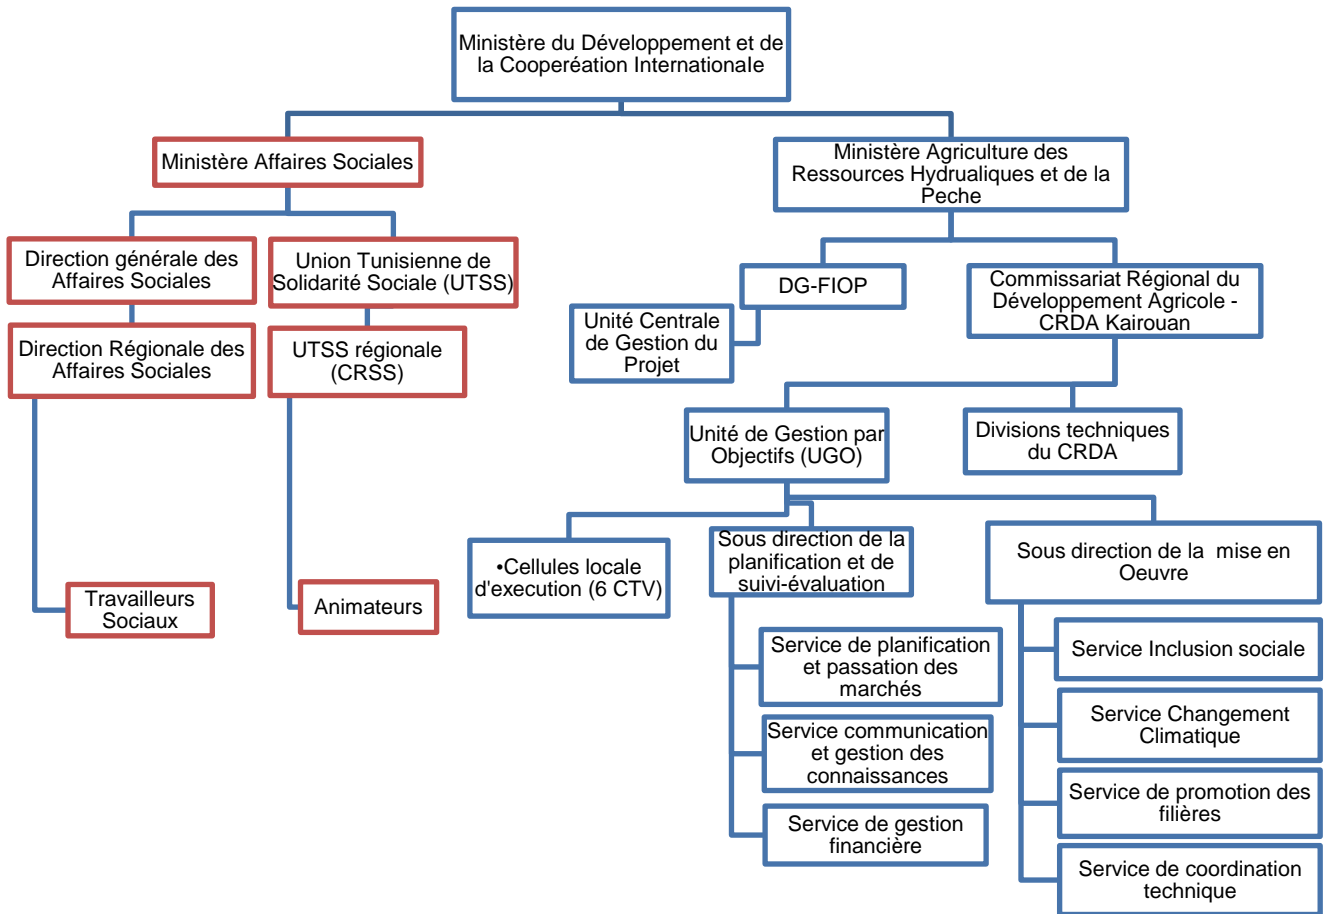 Ministère du Développement et de
la Cooperéation Internationale
Ministère Affaires Sociales
Ministère Agriculture des
Ressources Hydrualiques et de la
Peche
Direction générale des
Affaires Sociales
Union Tunisienne de
Solidarité Sociale (UTSS)
DG-FIOP
Commissariat Régional du
Développement Agricole -
CRDA Kairouan
Unité Centrale
de Gestion du
Projet
Direction Régionale des
Affaires Sociales
UTSS régionale
(CRSS)
Unité de Gestion par
Objectifs (UGO)
Divisions techniques
du CRDA
•Cellules locale
d'execution (6 CTV)
Sous direction de la
planification et de
suivi-évaluation
Sous direction de la  mise en
Oeuvre
Travailleurs
Sociaux
Animateurs
Service de planification
et passation des
marchés
Service communication
et gestion des
connaissances
Service de gestion
financière
Service Inclusion sociale
Service Changement
Climatique
Service de promotion des
filières
Service de coordination
technique